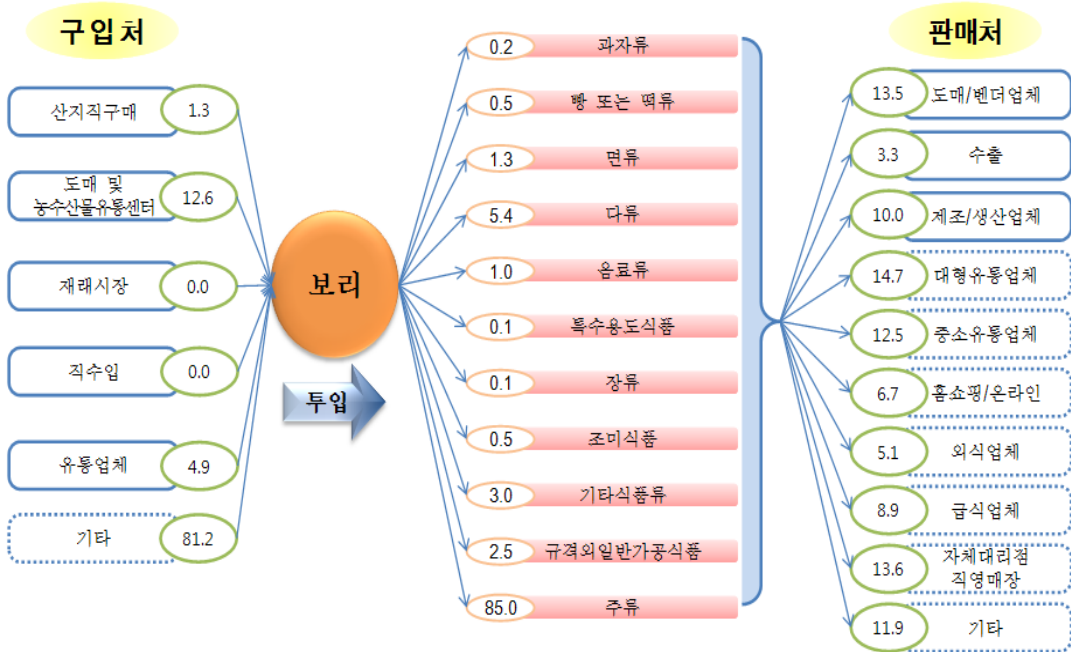 구입처
산지직구매
1.3
도매 및
농수산물유통센터
12.6
재래시장
0.0
직수입
0.0
유통업체
4.9
기타
81.2
보리
투입
0.2
과자류
0.5
빵 또는 떡류
1.3
면류
5.4
다류
1.0
음료류
0.1
특수용도식품
0.1
장류
0.5
조미식품
3.0
기타식품류
2.5
규격외일반가공식품
85.0
주류
판매처
13.5
도매/벤더업체
3.3
수출
10.0
제조/생산업체
14.7
대형유통업체
12.5
중소유통업체
6.7
홈쇼핑/온라인
5.1
외식업체
8.9
급식업체
13.6
자체대리점
직영매장
11.9
기타